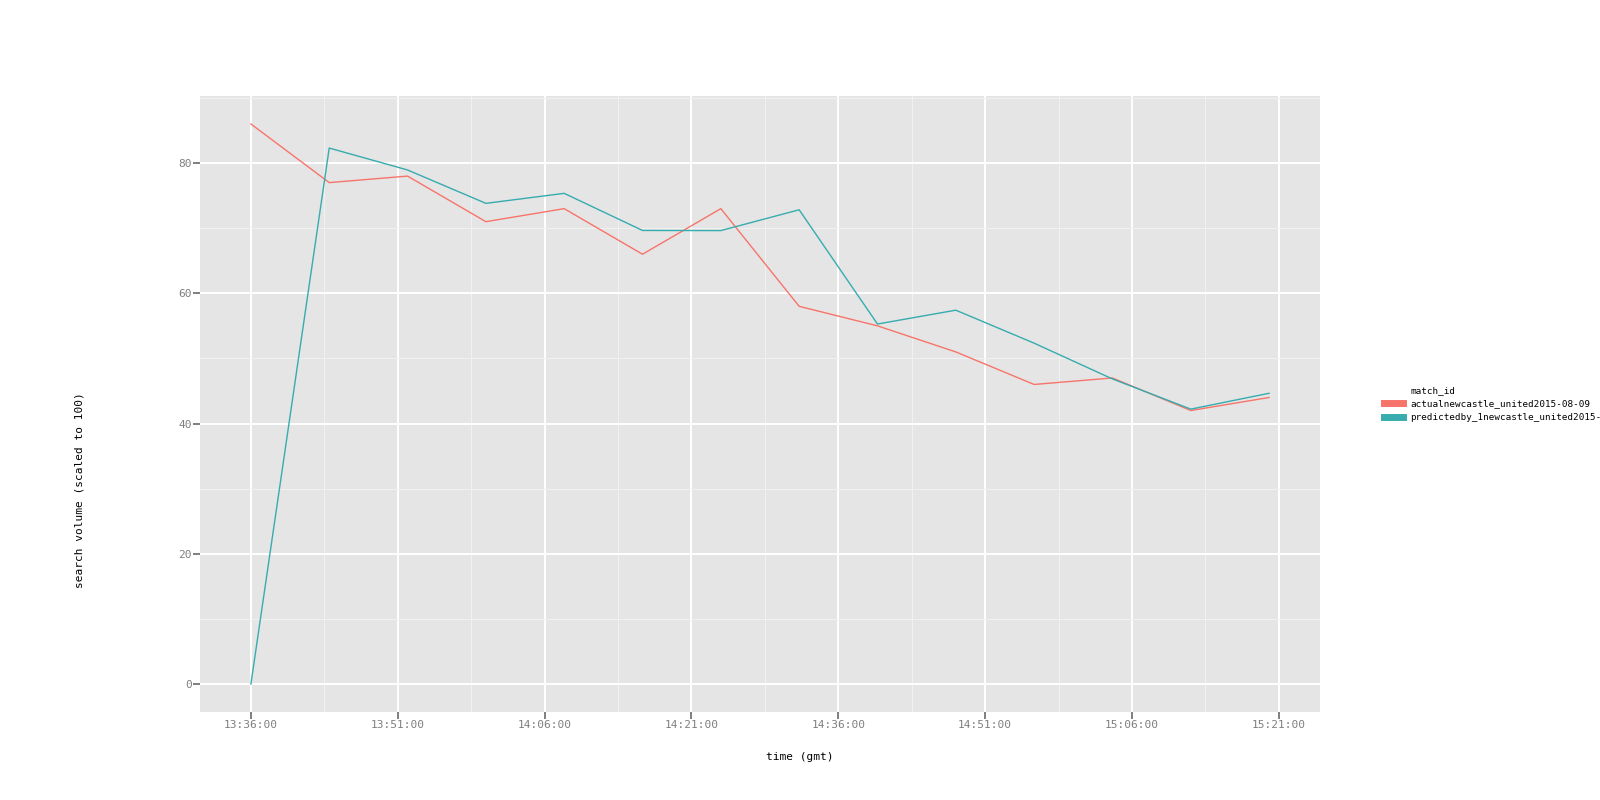 80
60
40
20
0
13:36:00 13:51:00 14:06:00 14:21:00 14:36:00 14:51:00 15:06:00 15:21:00
time (gmt)
search volume (scaled to 100)
match_id
actualnewcastle_united2015-08-09
predictedby_1newcastle_united2015-